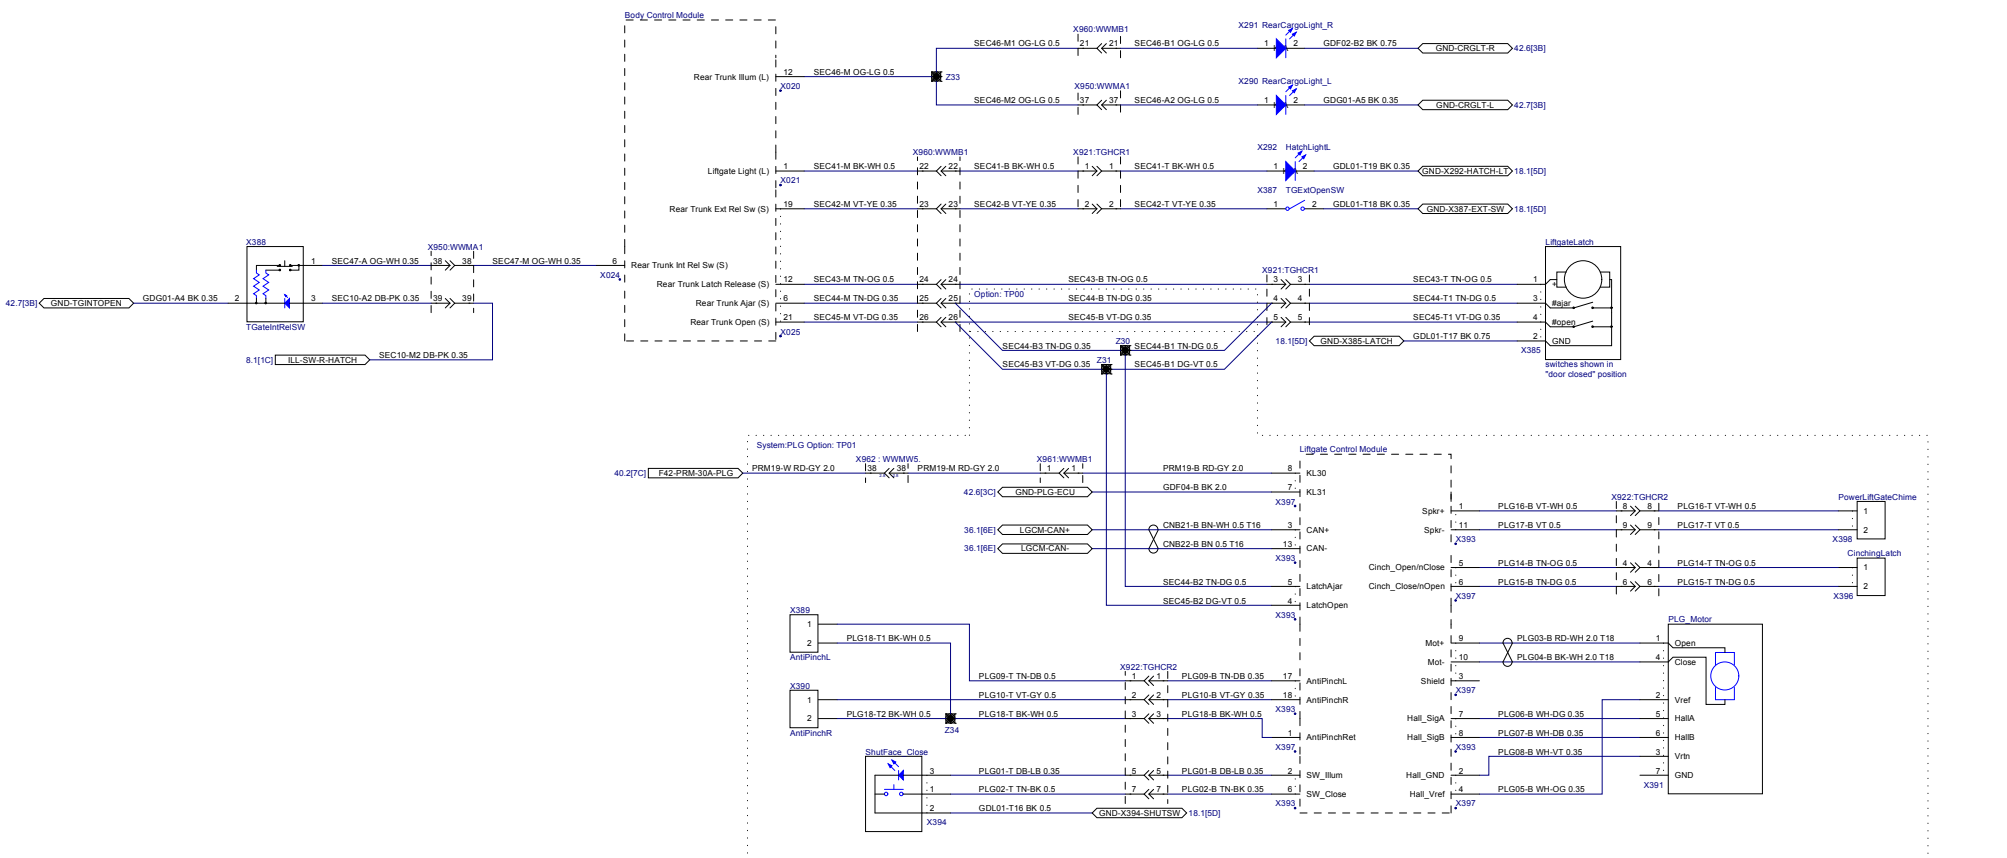 Body Control Module
Rear Trunk Illum (L) 12 SEC46-M OG-LG 0.5 Z33
X020
SEC46-M1 OG-LG 0.5 X960:WWMB1 21 21 SEC46-B1 OG-LG 0.5 X291 RearCargoLight_R 1 2 GDF02-B2 BK 0.75 GND-CRGLT-R 42.6[3B]
SEC46-M2 OG-LG 0.5 X950:WWMA1 37 37 SEC46-A2 OG-LG 0.5 X290 RearCargoLight_L 1 2 GDG01-A5 BK 0.35 GND-CRGLT-L 42.7[3B]
X960:WWMB1 X921:TGHCR1 X292 HatchLightL
Liftgate Light (L) 1 SEC41-M BK-WH 0.5 22 22 SEC41-B BK-WH 0.5 1 1 SEC41-T BK-WH 0.5 1 2 GDL01-T19 BK 0.35 GND-X292-HATCH-LT 18.1[5D]
X021
X387 TGExtOpenSW
Rear Trunk Ext Rel Sw (S) 19 SEC42-M VT-YE 0.35 23 23 SEC42-B VT-YE 0.35 2 2 SEC42-T VT-YE 0.35 1 2 GDL01-T18 BK 0.35 GND-X387-EXT-SW 18.1[5D]
X388 X950:WWMA1
1 SEC47-A OG-WH 0.35 38 38 SEC47-M OG-WH 0.35 6 Rear Trunk Int Rel Sw (S)
X024
42.7[3B] GND-TGINTOPEN GDG01-A4 BK 0.35 2 3 SEC10-A2 DB-PK 0.35 39 39
TGateIntRelSW
8.1[1C] ILL-SW-R-HATCH SEC10-M2 DB-PK 0.35
X921:TGHCR1 LiftgateLatch
Rear Trunk Latch Release (S) 12 SEC43-M TN-OG 0.5 24 24 SEC43-B TN-OG 0.5 3 3 SEC43-T TN-OG 0.5 1 +
Option: TP00
Rear Trunk Ajar (S) 6 SEC44-M TN-DG 0.35 25 25 SEC44-B TN-DG 0.35 4 4 SEC44-T1 TN-DG 0.5 3 #ajar
Rear Trunk Open (S) 21 SEC45-M VT-DG 0.35 26 26 SEC45-B VT-DG 0.35 5 5 SEC45-T1 VT-DG 0.5 4 #open
X025
18.1[5D] GND-X385-LATCH GDL01-T17 BK 0.75 2 GND
X385
switches shown in
"door closed" position
SEC44-B3 TN-DG 0.35 Z30 SEC44-B1 TN-DG 0.5
SEC45-B3 VT-DG 0.35 Z31 SEC45-B1 DG-VT 0.5
System:PLG Option: TP01
Liftgate Control Module
40.2[7C] F42-PRM-30A-PLG PRM19-W RD-GY 2.0 X962 : WWMW5. 38 38 PRM19-M RD-GY 2.0 X961:WWMB1 1 1 PRM19-B RD-GY 2.0 8 KL30
42.6[3C] GND-PLG-ECU GDF04-B BK 2.0 7 KL31
X397
36.1[6E] LGCM-CAN+ CNB21-B BN-WH 0.5 T16 3 CAN+
36.1[6E] LGCM-CAN- CNB22-B BN 0.5 T16 13 CAN-
X393
SEC44-B2 TN-DG 0.5 5 LatchAjar
SEC45-B2 DG-VT 0.5 4 LatchOpen
X393
X922:TGHCR2 PowerLiftGateChime
Spkr+ 1 PLG16-B VT-WH 0.5 8 8 PLG16-T VT-WH 0.5 1
Spkr- 11 PLG17-B VT 0.5 9 9 PLG17-T VT 0.5 2
X393 X398
CinchingLatch
Cinch_Open/nClose 5 PLG14-B TN-OG 0.5 4 4 PLG14-T TN-OG 0.5 1
Cinch_Close/nOpen 6 PLG15-B TN-DG 0.5 6 6 PLG15-T TN-DG 0.5 2
X397 X396
X389
1
2 PLG18-T1 BK-WH 0.5
AntiPinchL
X922:TGHCR2
PLG09-T TN-DB 0.5 1 1 PLG09-B TN-DB 0.35 17 AntiPinchL
X390
1 PLG10-T VT-GY 0.5 2 2 PLG10-B VT-GY 0.35 18 AntiPinchR
X393
2 PLG18-T2 BK-WH 0.5 PLG18-T BK-WH 0.5 3 3 PLG18-B BK-WH 0.5
AntiPinchR Z34
1 AntiPinchRet
X397
ShutFace_Close
3 PLG01-T DB-LB 0.35 5 5 PLG01-B DB-LB 0.35 2 SW_Illum
1 PLG02-T TN-BK 0.5 7 7 PLG02-B TN-BK 0.35 6 SW_Close
X393
2 GDL01-T16 BK 0.5 GND-X394-SHUTSW 18.1[5D]
X394
PLG_Motor
Mot+ 9 PLG03-B RD-WH 2.0 T18 1 Open
Mot- 10 PLG04-B BK-WH 2.0 T18 4 Close
Shield 3
X397
2 Vref
Hall_SigA 7 PLG06-B WH-DG 0.35 5 HallA
Hall_SigB 8 PLG07-B WH-DB 0.35 6 HallB
X393
PLG08-B WH-VT 0.35 3 Vrtn
Hall_GND 2 7 GND
X391
Hall_Vref 4 PLG05-B WH-OG 0.35
X397